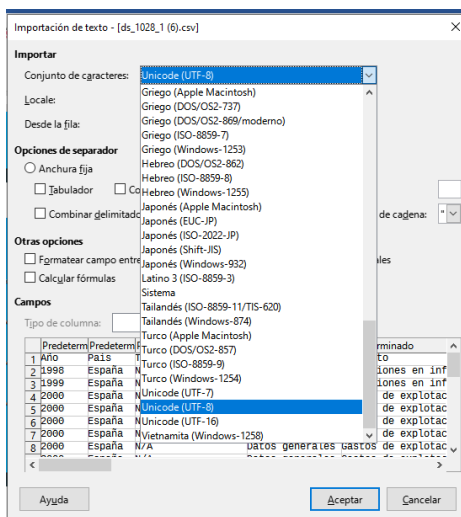 Importación de texto - [ds_1028_1 (6).csv]
Importar
Conjunto de caracteres: Unicode (UTF-8)
Locale:
Desde la fila:
Griego (Apple Macintosh)
Griego (DOS/OS2-737)
Griego (DOS/OS2-869/moderno)
Griego (ISO-8859-7)
Griego (Windows-1253)
Hebreo (DOS/OS2-862)
Hebreo (ISO-8859-8)
Hebreo (Windows-1255)
Japonés (Apple Macintosh)
Japonés (EUC-JP)
Japonés (ISO-2022-JP)
Japonés (Shift-JIS)
Japonés (Windows-932)
Latino 3 (ISO-8859-3)
Sistema
Tailandés (ISO-8859-11/TIS-620)
Tailandés (Windows-874)
Turco (Apple Macintosh)
Turco (DOS/OS2-857)
Turco (ISO-8859-9)
Turco (Windows-1254)
Unicode (UTF-7)
Unicode (UTF-8)
Unicode (UTF-16)
Vietnamita (Windows-1258)
Opciones de separador
Anchura fija
Tabulador Co
Combinar delimitado de cadena: "
Otras opciones
Formatear campo entre ales
Calcular fórmulas
Campos
Tipo de columna:
Predeterm Predeterm P rminado
1 Año País T to
2 1998 España N iones en inf
3 1999 España N iones en inf
4 2000 España N de explotac
5 2000 España N de explotac
6 2000 España N de explotac
7 2000 España N de explotac
8 2000 España N/A Datos generales Gastos de explotac
Ayuda Aceptar Cancelar